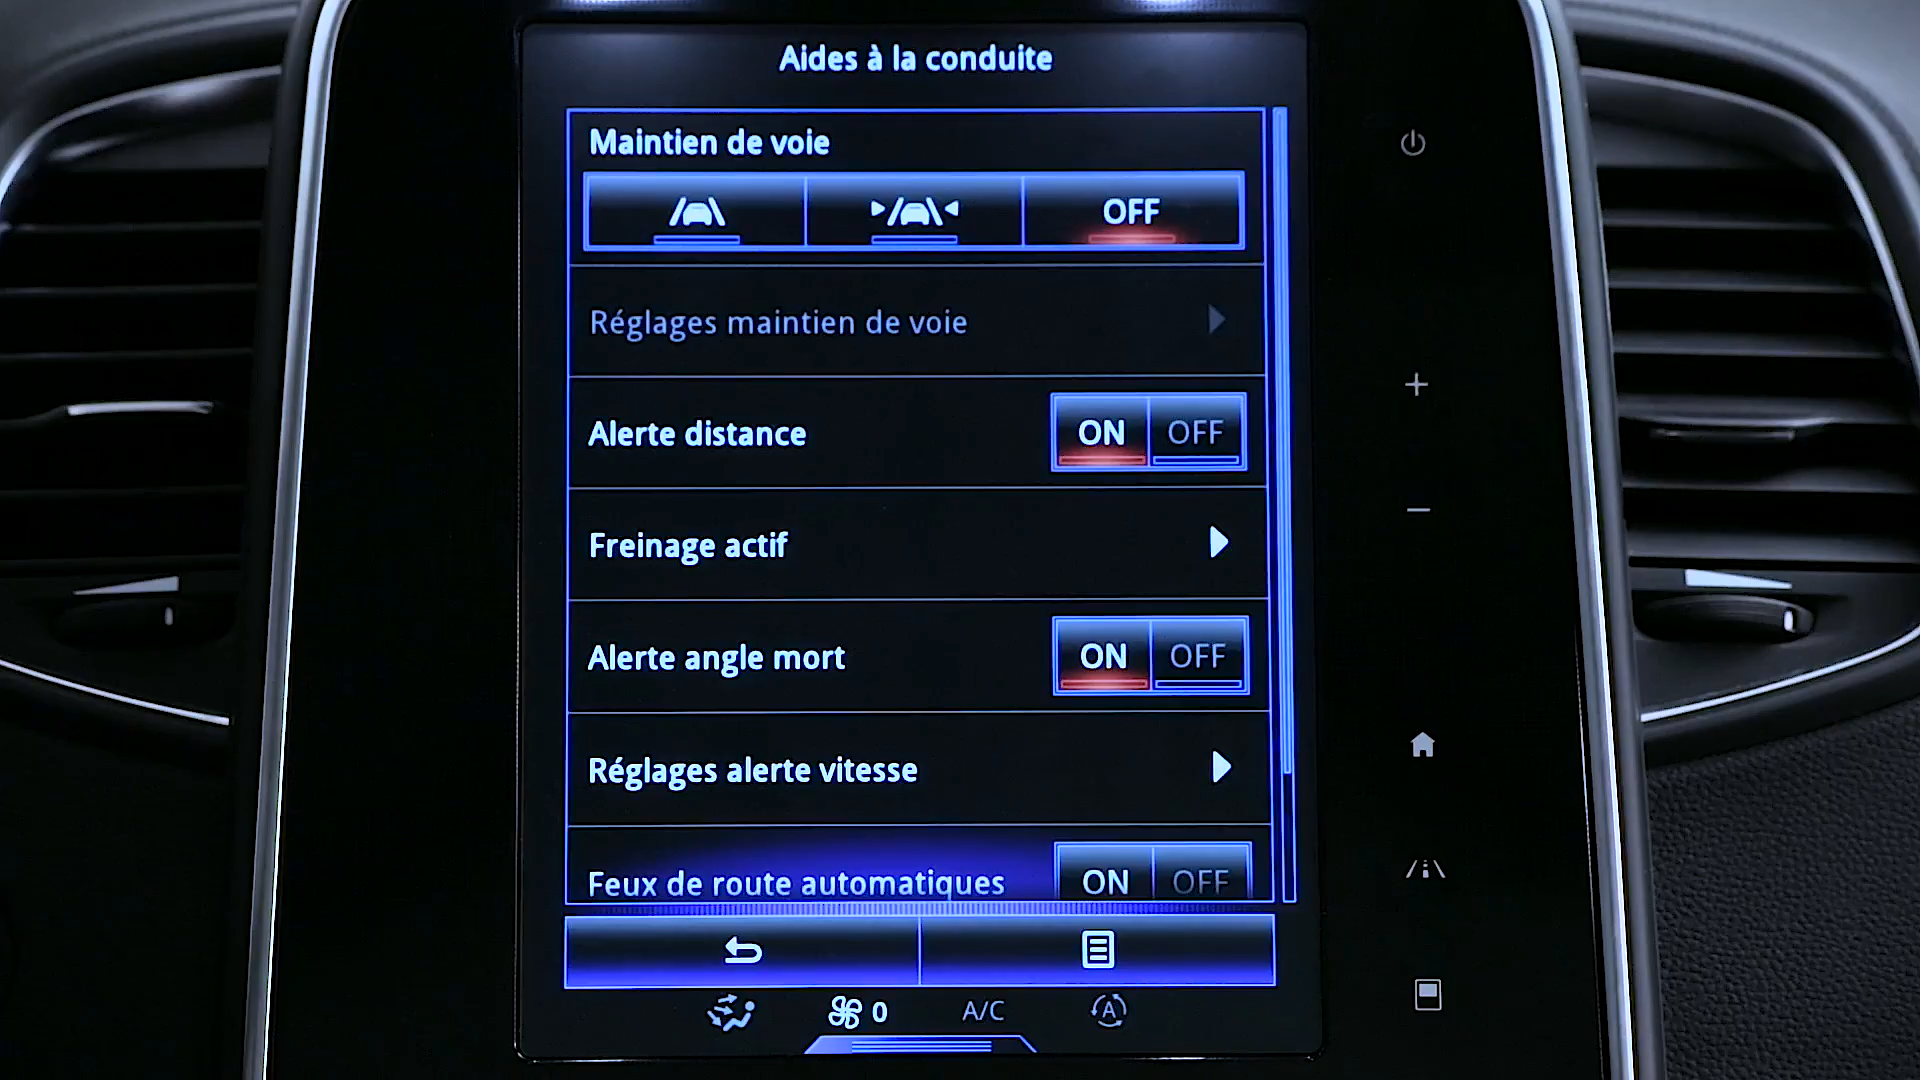 Aides à la conduite
Maintien de voie
OFF
Réglages maintien de voie
Alerte distance ON OFF
Freinage actif
Alerte angle mort ON OFF
Réglages alerte vitesse
Feux de route automatiques ON OFF
0 A/C A